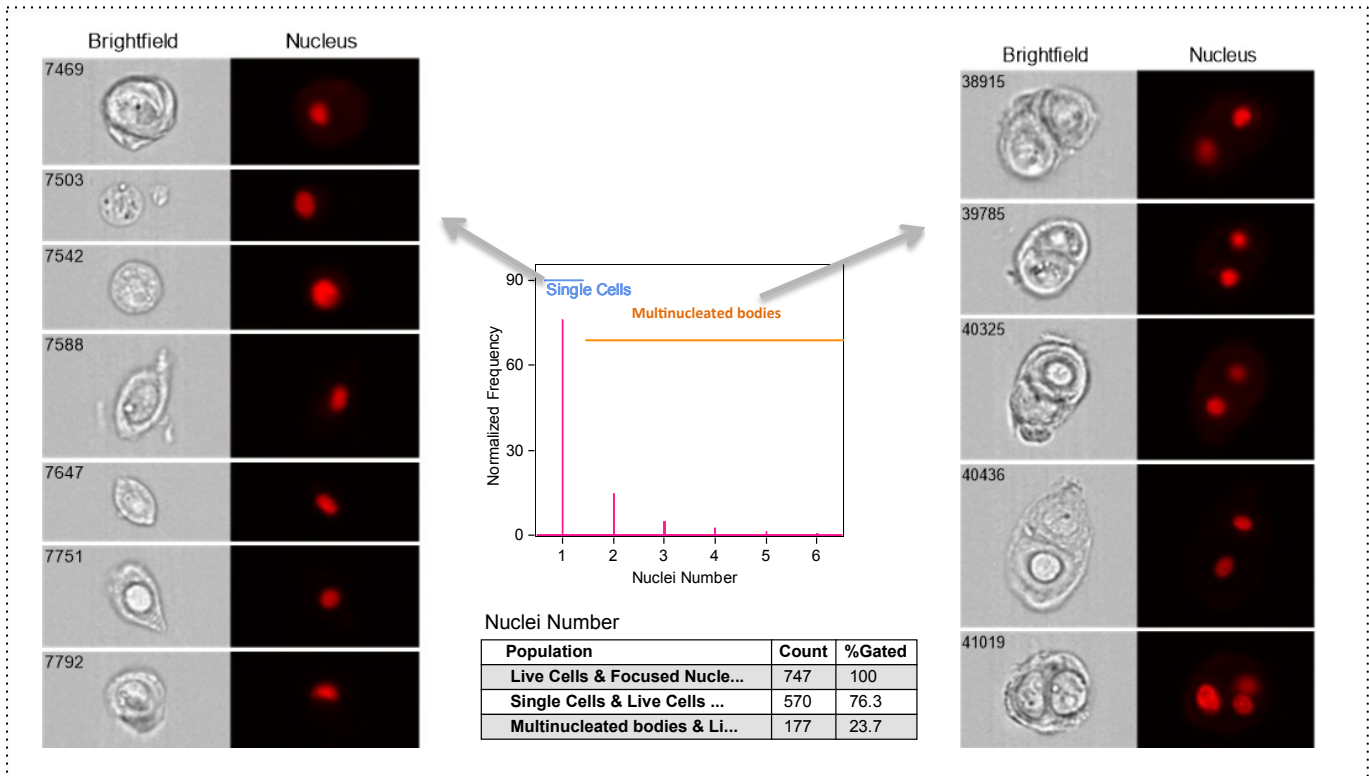 Brightfield Nucleus
7469
7503
7542
7588
7647
7751
7792
90
60
30
0
Normalized Frequency
Single Cells
Multinucleated bodies
1 2 3 4 5 6
Nuclei Number
Nuclei Number
Population Count %Gated
Live Cells & Focused Nucle... 747 100
Single Cells & Live Cells ... 570 76.3
Multinucleated bodies & Li... 177 23.7
Brightfield Nucleus
38915
39785
40325
40436
41019